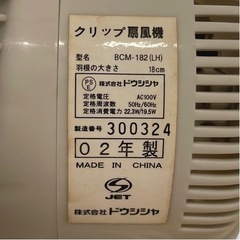 クリップ扇風機
型名 BCM-182(LH)
羽根の大きさ 18cm
PS E 株式会社ドウシシャ
定格電圧 AC100V
定格周波数 50Hz/60Hz
定格消費電力 22.3W/19.5W
製造番号 300324
02年製
MADE IN CHINA
S JET
株式会社ドウシシャ